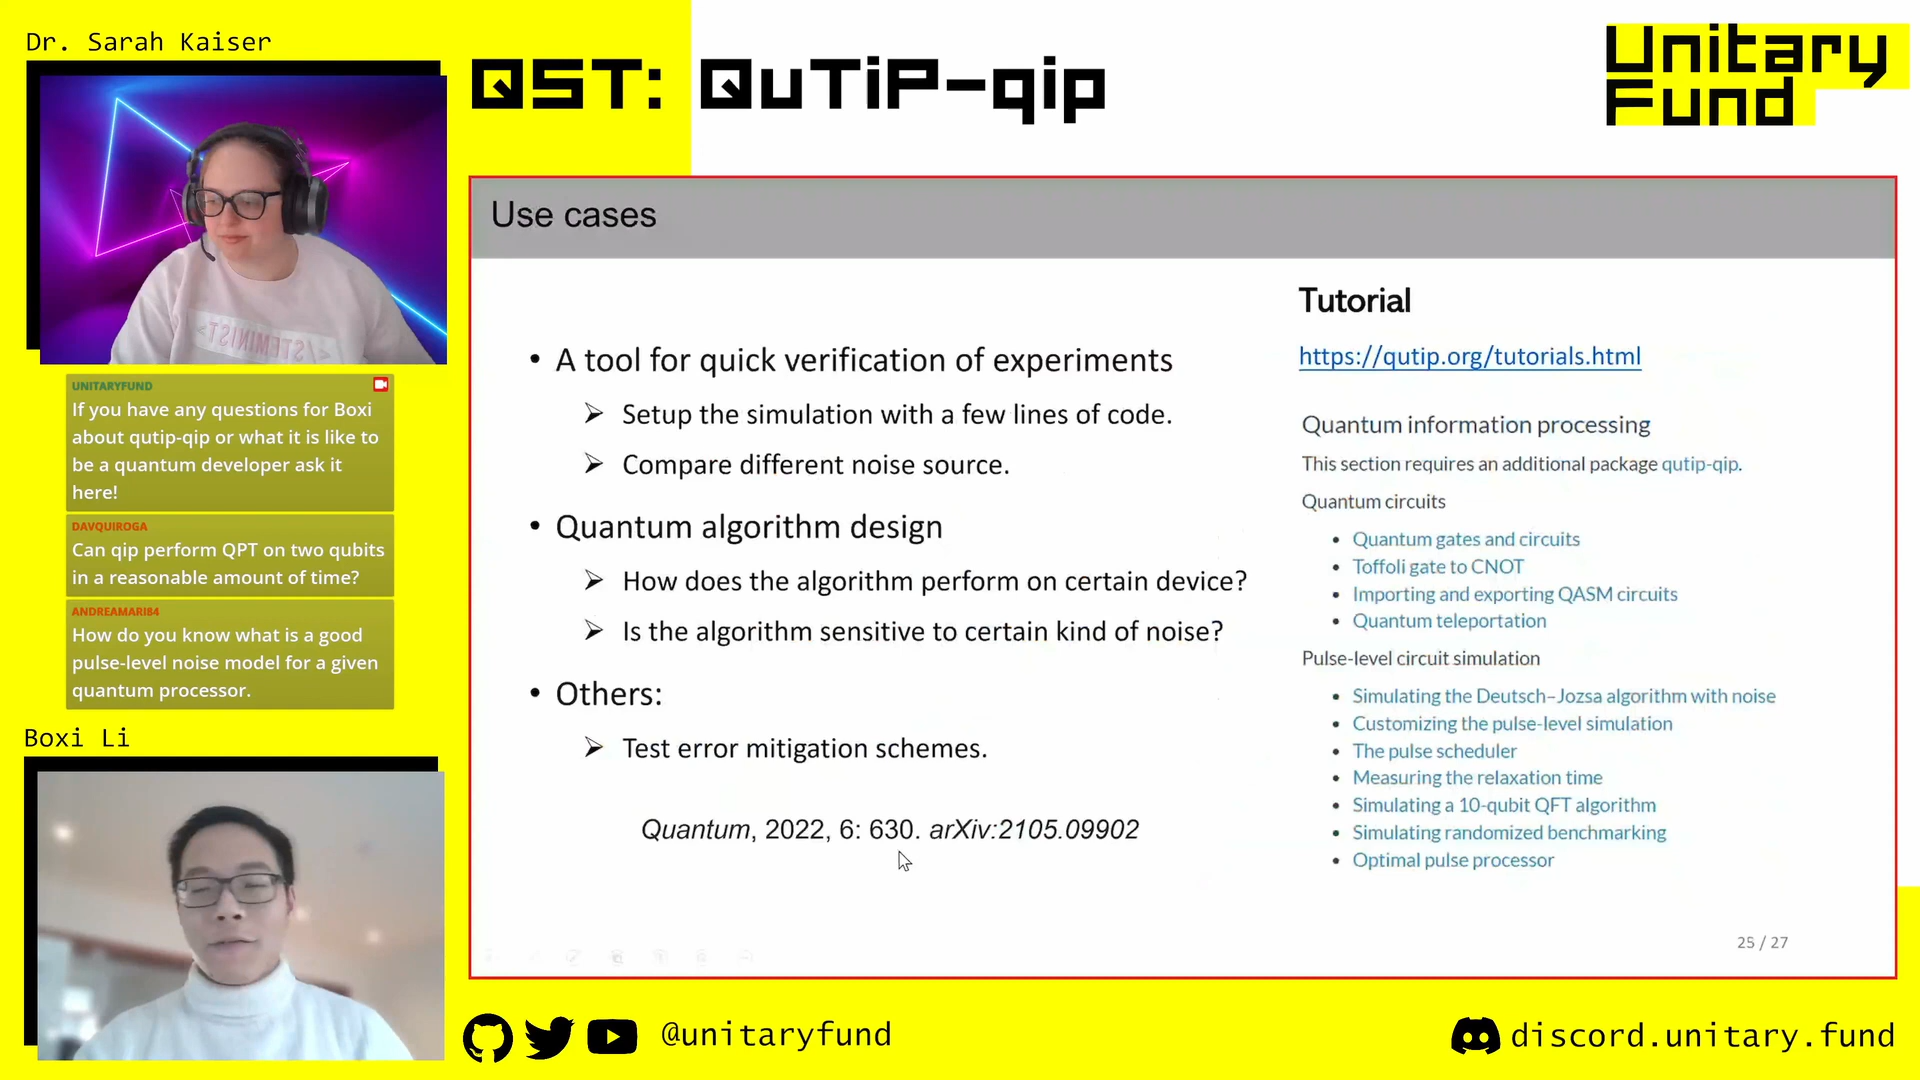 Dr. Sarah Kaiser
QST: QuTiP-qip
Unitary
Fund
</STEMINIST>
UNITARYFUND
If you have any questions for Boxi
about qutip-qip or what it is like to
be a quantum developer ask it
here!
DAVQUIROGA
Can qip perform QPT on two qubits
in a reasonable amount of time?
ANDREAMARI84
How do you know what is a good
pulse-level noise model for a given
quantum processor.
Boxi Li
Use cases
• A tool for quick verification of experiments
➢ Setup the simulation with a few lines of code.
➢ Compare different noise source.
• Quantum algorithm design
➢ How does the algorithm perform on certain device?
➢ Is the algorithm sensitive to certain kind of noise?
• Others:
➢ Test error mitigation schemes.
Quantum, 2022, 6: 630. arXiv:2105.09902
Tutorial
https://qutip.org/tutorials.html
Quantum information processing
This section requires an additional package qutip-qip.
Quantum circuits
• Quantum gates and circuits
• Toffoli gate to CNOT
• Importing and exporting QASM circuits
• Quantum teleportation
Pulse-level circuit simulation
• Simulating the Deutsch–Jozsa algorithm with noise
• Customizing the pulse-level simulation
• The pulse scheduler
• Measuring the relaxation time
• Simulating a 10-qubit QFT algorithm
• Simulating randomized benchmarking
• Optimal pulse processor
25 / 27
@unitaryfund
discord.unitary.fund